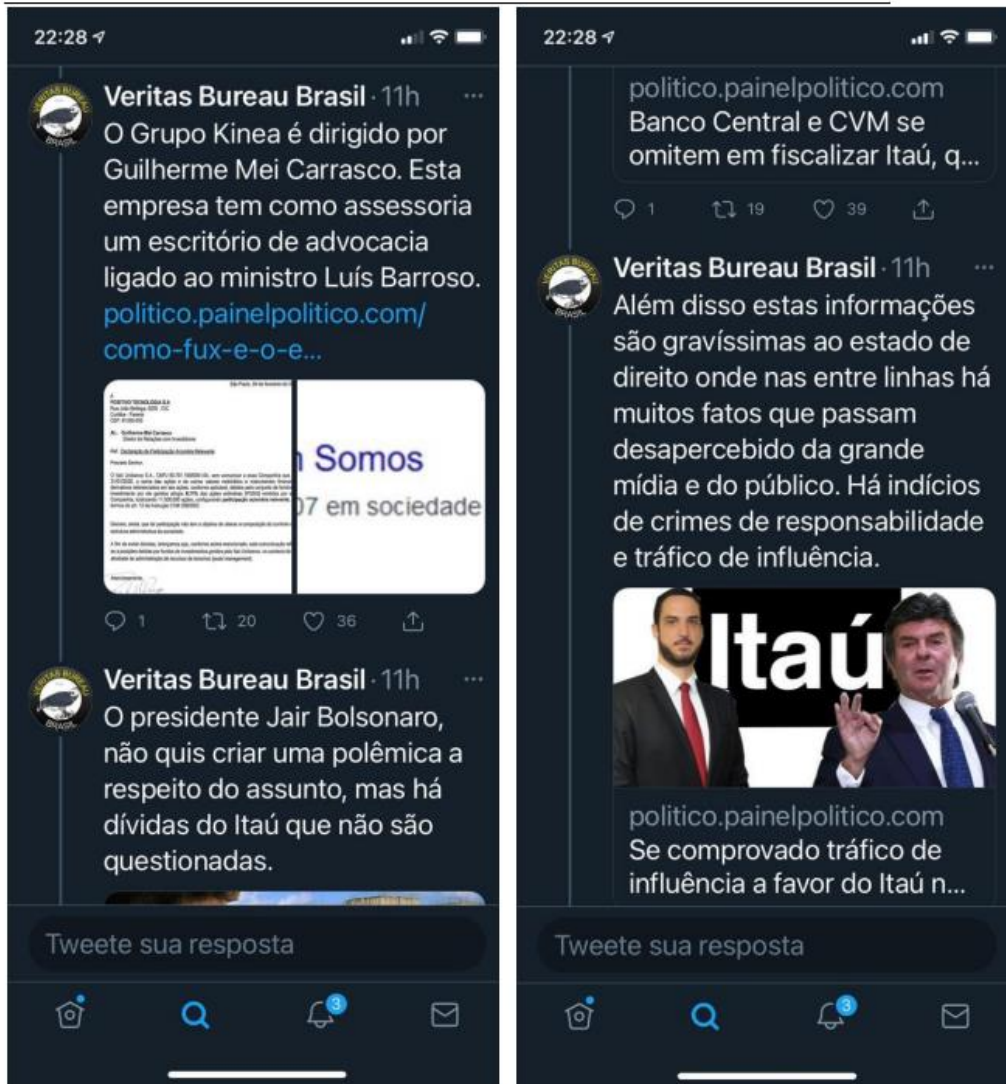 22:28
Veritas Bureau Brasil · 11h
O Grupo Kinea é dirigido por
Guilherme Mei Carrasco. Esta
empresa tem como assessoria
um escritório de advocacia
ligado ao ministro Luís Barroso.
politico.painelpolitico.com/
como-fux-e-o-e...
POSITIVO TECNOLOGIA S.A
Somos
07 em sociedade
1 20 36
Veritas Bureau Brasil · 11h
O presidente Jair Bolsonaro,
não quis criar uma polêmica a
respeito do assunto, mas há
dívidas do Itaú que não são
questionadas.
Tweete sua resposta
3
22:28
politico.painelpolitico.com
Banco Central e CVM se
omitem em fiscalizar Itaú, q...
1 19 39
Veritas Bureau Brasil · 11h
Além disso estas informações
são gravíssimas ao estado de
direito onde nas entre linhas há
muitos fatos que passam
desapercebido da grande
mídia e do público. Há indícios
de crimes de responsabilidade
e tráfico de influência.
Itaú
politico.painelpolitico.com
Se comprovado tráfico de
influência a favor do Itaú n...
Tweete sua resposta
3